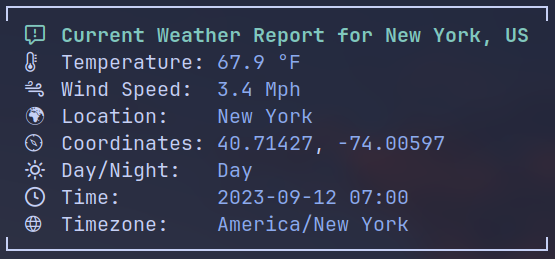 Current Weather Report for New York, US
Temperature: 67.9 °F
Wind Speed: 3.4 Mph
Location: New York
Coordinates: 40.71427, -74.00597
Day/Night: Day
Time: 2023-09-12 07:00
Timezone: America/New York